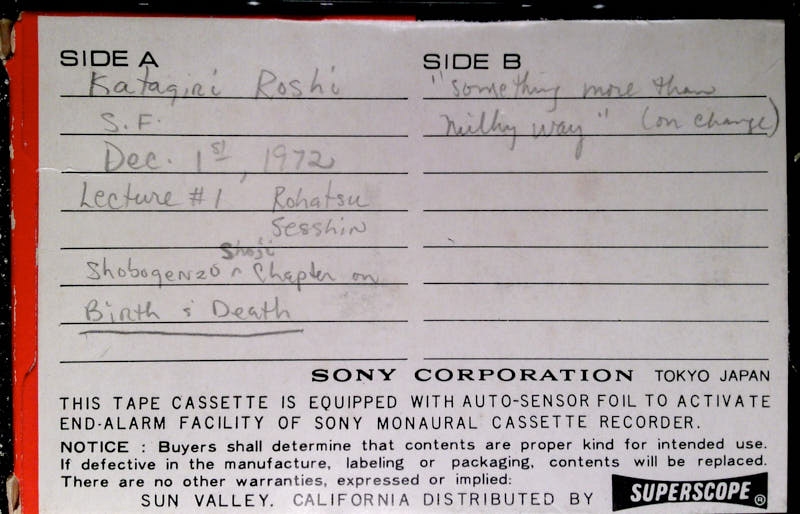 SIDE A
Katagiri Roshi
S.F.
Dec. 1st, 1972
Lecture #1 Rohatsu
Sesshin
Shoji
Shobogenzo ^ Chapter on
Birth & Death
SIDE B
"something more than
milky way" (on change)
SONY CORPORATION TOKYO JAPAN
THIS TAPE CASSETTE IS EQUIPPED WITH AUTO-SENSOR FOIL TO ACTIVATE
END-ALARM FACILITY OF SONY MONAURAL CASSETTE RECORDER.
NOTICE : Buyers shall determine that contents are proper kind for intended use.
If defective in the manufacture, labeling or packaging, contents will be replaced.
There are no other warranties, expressed or implied:
SUN VALLEY. CALIFORNIA DISTRIBUTED BY SUPERSCOPE®